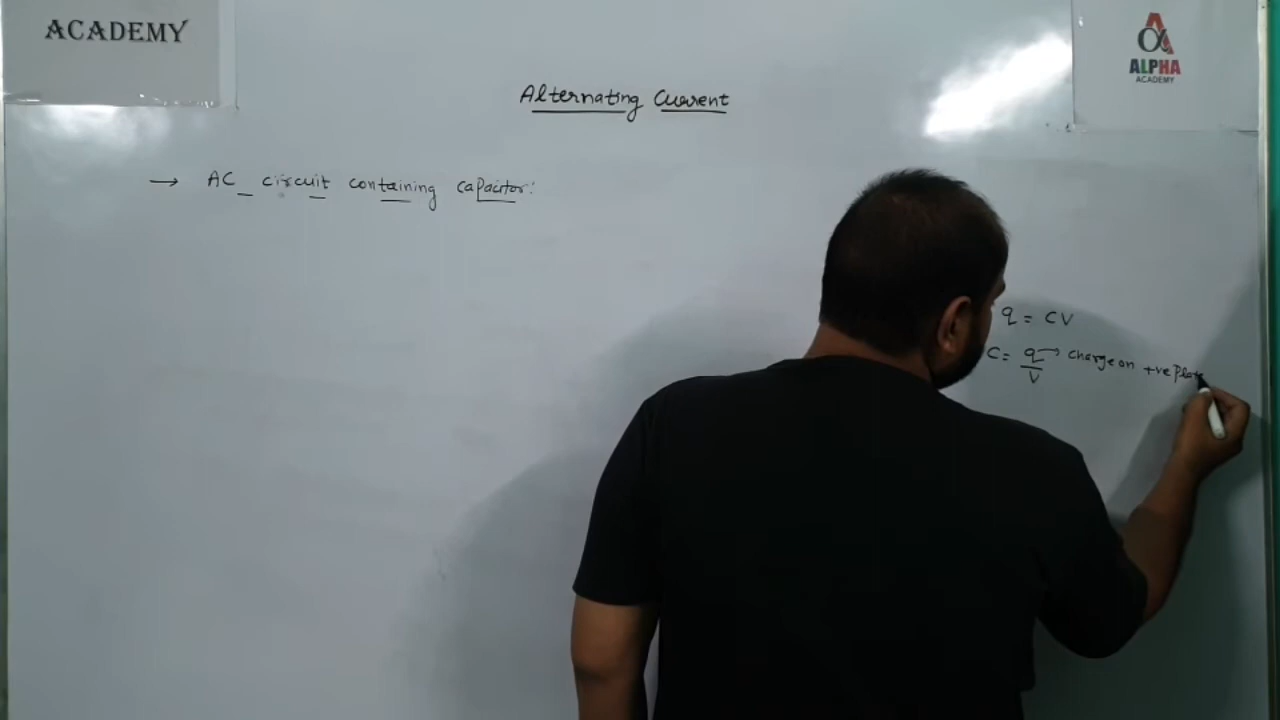 ACADEMY
ALPHA
ACADEMY
Alternating Current
→ AC circuit containing capacitor:
q = CV
C = q/V → charge on +ve Plate